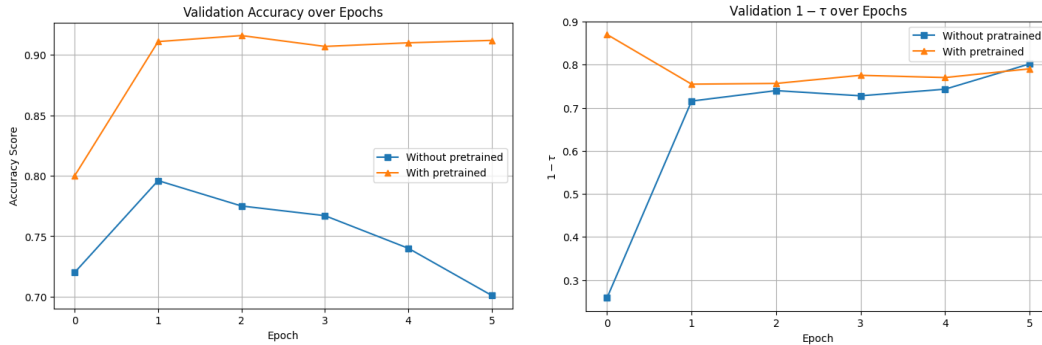 Validation Accuracy over Epochs
Accuracy Score
0.90
0.85
0.80
0.75
0.70
Without pretrained
With pretrained
0 1 2 3 4 5
Epoch
Validation 1 − τ over Epochs
1 − τ
0.9
0.8
0.7
0.6
0.5
0.4
0.3
Without pratrained
With pretrained
0 1 2 3 4 5
Epoch